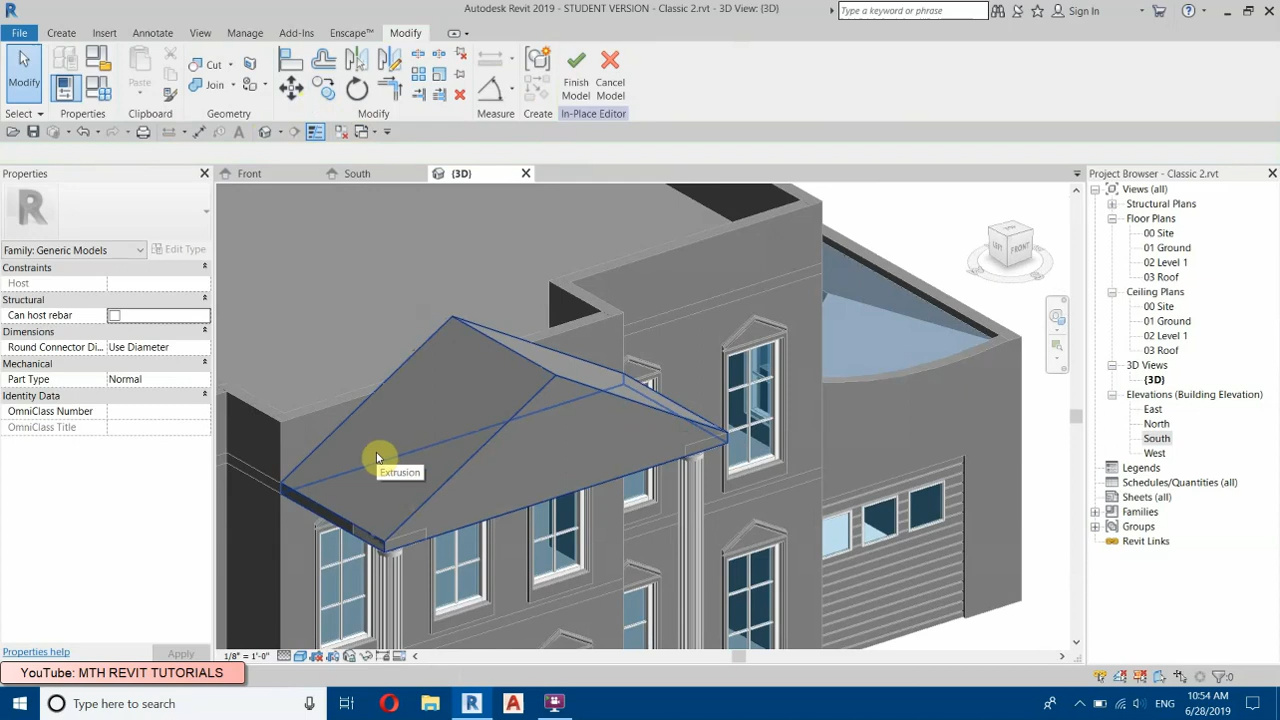 Autodesk Revit 2019 - STUDENT VERSION - Classic 2.rvt - 3D View: {3D}
Type a keyword or phrase
Sign In
File Create Insert Annotate View Manage Add-Ins Enscape™ Modify
Modify
Paste
Cut
Join
Finish Model
Cancel Model
Select Properties Clipboard Geometry Modify Measure Create In-Place Editor
Properties
Front
South
{3D}
Project Browser - Classic 2.rvt
Family: Generic Models
Edit Type
Constraints
Host
Structural
Can host rebar
Dimensions
Round Connector Di... Use Diameter
Mechanical
Part Type Normal
Identity Data
OmniClass Number
OmniClass Title
Properties help
Apply
Extrusion
LEFT
FRONT
Views (all)
Structural Plans
Floor Plans
00 Site
01 Ground
02 Level 1
03 Roof
Ceiling Plans
00 Site
01 Ground
02 Level 1
03 Roof
3D Views
{3D}
Elevations (Building Elevation)
East
North
South
West
Legends
Schedules/Quantities (all)
Sheets (all)
Families
Groups
Revit Links
1/8" = 1'-0"
:0
YouTube: MTH REVIT TUTORIALS
Type here to search
ENG
10:54 AM
6/28/2019